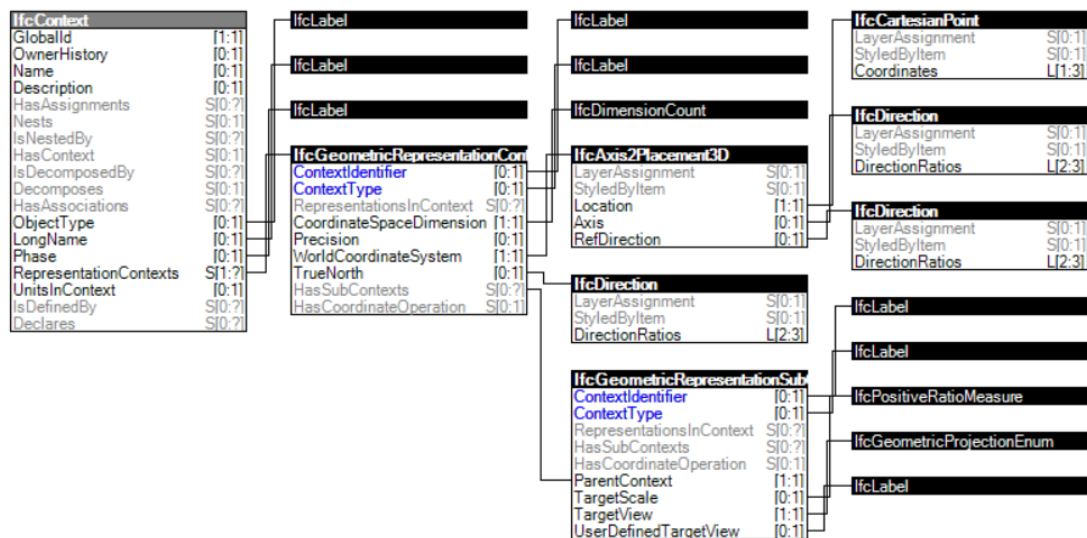 IfcContext
GlobalId [1:1]
OwnerHistory [0:1]
Name [0:1]
Description [0:1]
HasAssignments S[0:?]
Nests S[0:1]
IsNestedBy S[0:?]
HasContext S[0:1]
IsDecomposedBy S[0:?]
Decomposes S[0:1]
HasAssociations S[0:?]
ObjectType [0:1]
LongName [0:1]
Phase [0:1]
RepresentationContexts S[1:?]
UnitsInContext [0:1]
IsDefinedBy S[0:?]
Declares S[0:?]
IfcLabel
IfcLabel
IfcLabel
IfcGeometricRepresentationCon
ContextIdentifier [0:1]
ContextType [0:1]
RepresentationsInContext S[0:?]
CoordinateSpaceDimension [1:1]
Precision [0:1]
WorldCoordinateSystem [1:1]
TrueNorth [0:1]
HasSubContexts S[0:?]
HasCoordinateOperation S[0:1]
IfcLabel
IfcLabel
IfcDimensionCount
IfcAxis2Placement3D
LayerAssignment S[0:1]
StyledByItem S[0:1]
Location [1:1]
Axis [0:1]
RefDirection [0:1]
IfcDirection
LayerAssignment S[0:1]
StyledByItem S[0:1]
DirectionRatios L[2:3]
IfcGeometricRepresentationSub
ContextIdentifier [0:1]
ContextType [0:1]
RepresentationsInContext S[0:?]
HasSubContexts S[0:?]
HasCoordinateOperation S[0:1]
ParentContext [1:1]
TargetScale [0:1]
TargetView [1:1]
UserDefinedTargetView [0:1]
IfcCartesianPoint
LayerAssignment S[0:1]
StyledByItem S[0:1]
Coordinates L[1:3]
IfcDirection
LayerAssignment S[0:1]
StyledByItem S[0:1]
DirectionRatios L[2:3]
IfcDirection
LayerAssignment S[0:1]
StyledByItem S[0:1]
DirectionRatios L[2:3]
IfcLabel
IfcLabel
IfcPositiveRatioMeasure
IfcGeometricProjectionEnum
IfcLabel